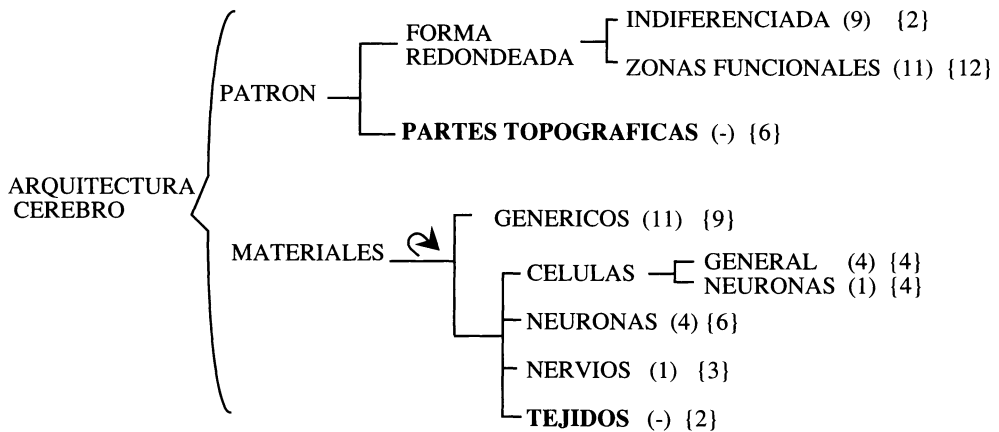 FORMA
REDONDEADA
INDIFERENCIADA (9) {2}
ZONAS FUNCIONALES (11) {12}
PATRON
PARTES TOPOGRAFICAS (-) {6}
ARQUITECTURA
CEREBRO
MATERIALES
GENERICOS (11) {9}
CELULAS
GENERAL (4) {4}
NEURONAS (1) {4}
NEURONAS (4) {6}
NERVIOS (1) {3}
TEJIDOS (-) {2}